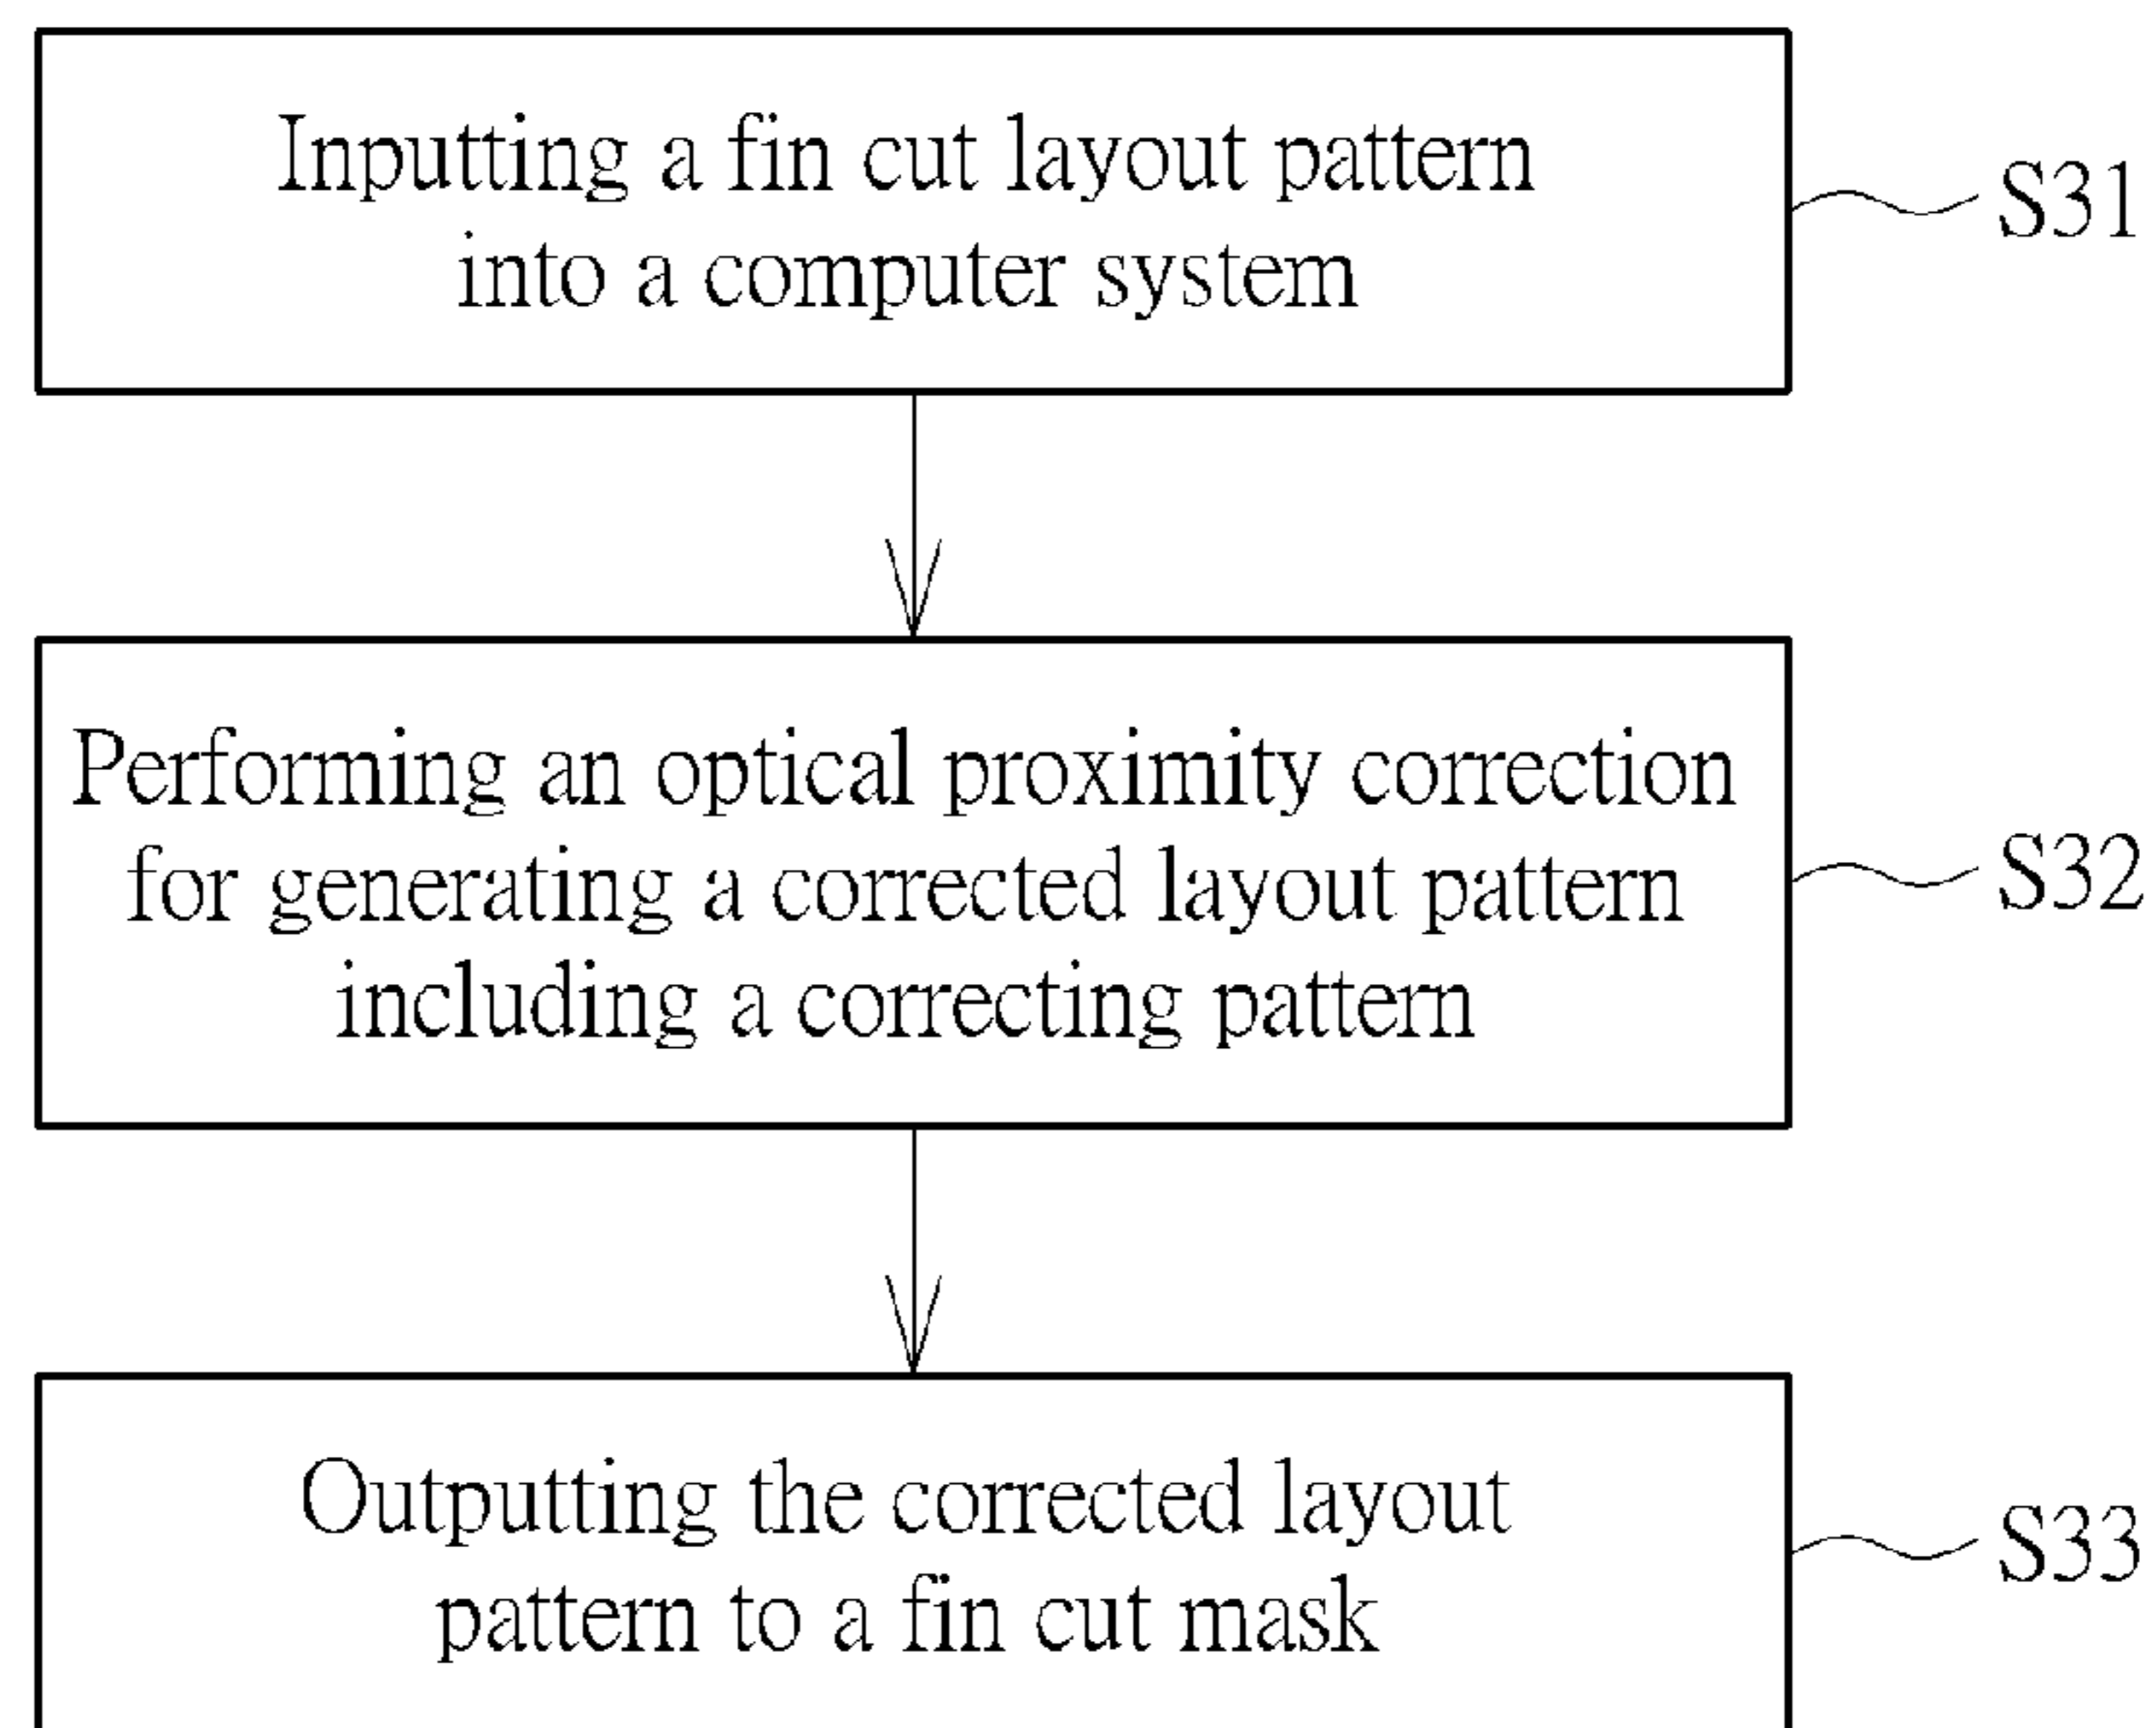 Inputting a fin cut layout pattern
into a computer system
S31
Performing an optical proximity correction
for generating a corrected layout pattern
including a correcting pattern
S32
Outputting the corrected layout
pattern to a fin cut mask
S33